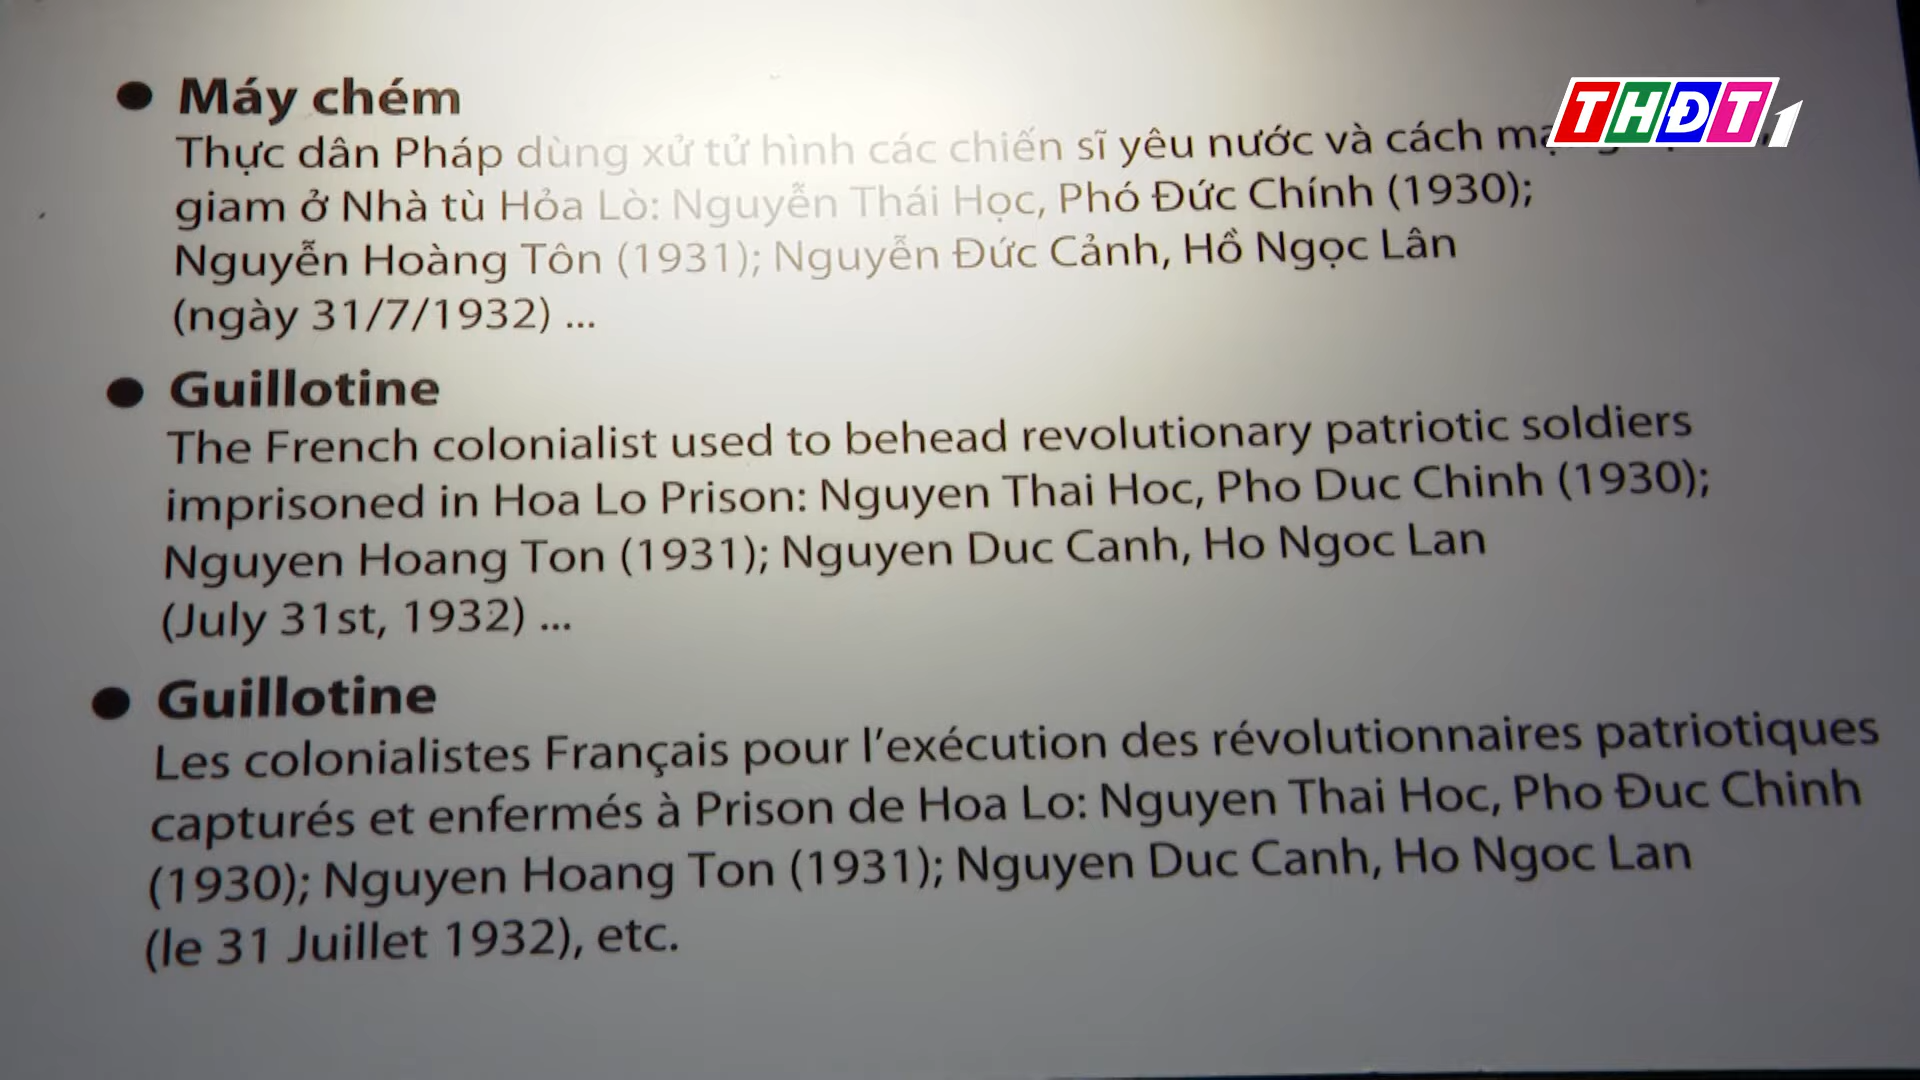 Máy chém
Thực dân Pháp dùng xử tử hình các chiến sĩ yêu nước và cách
giam ở Nhà tù Hỏa Lò: Nguyễn Thái Học, Phó Đức Chính (1930);
Nguyễn Hoàng Tôn (1931); Nguyễn Đức Cảnh, Hồ Ngọc Lân
(ngày 31/7/1932) ...
Guillotine
The French colonialist used to behead revolutionary patriotic soldiers
imprisoned in Hoa Lo Prison: Nguyen Thai Hoc, Pho Duc Chinh (1930);
Nguyen Hoang Ton (1931); Nguyen Duc Canh, Ho Ngoc Lan
(July 31st, 1932) ...
Guillotine
Les colonialistes Français pour l'exécution des révolutionnaires patriotiques
capturés et enfermés à Prison de Hoa Lo: Nguyen Thai Hoc, Pho Đuc Chinh
(1930); Nguyen Hoang Ton (1931); Nguyen Duc Canh, Ho Ngoc Lan
(le 31 Juillet 1932), etc.
THĐT1